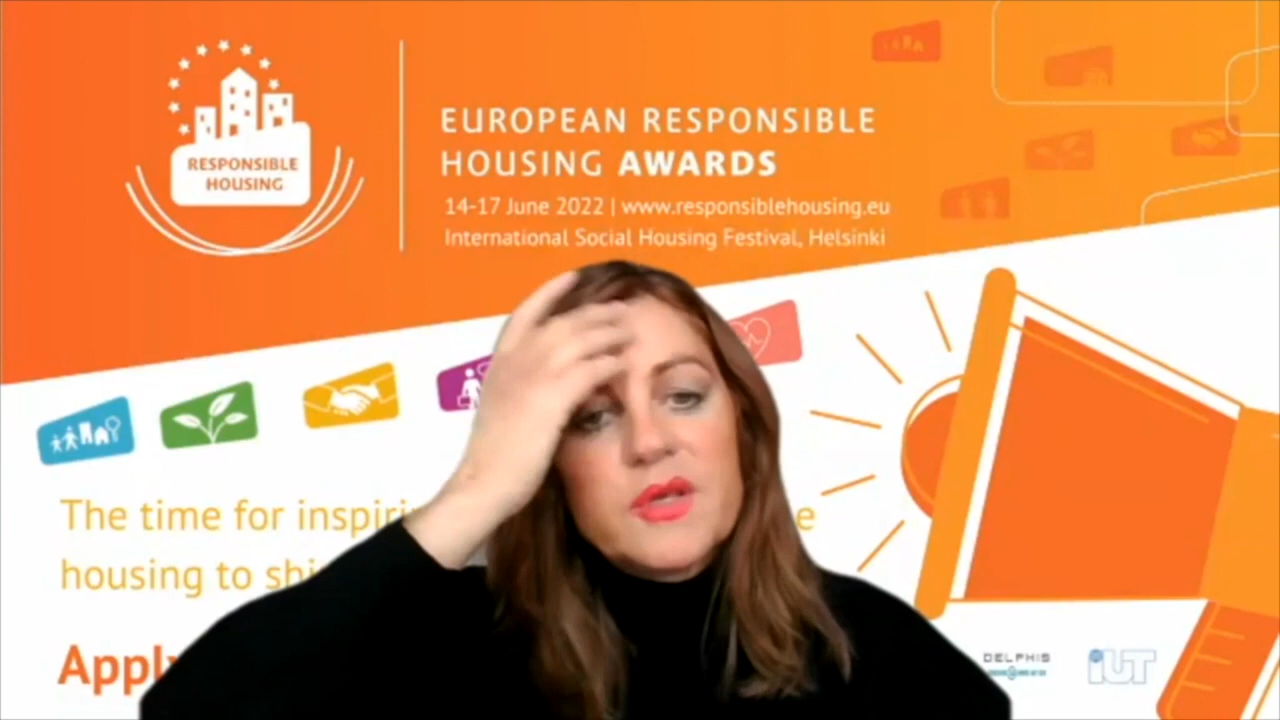 RESPONSIBLE
HOUSING
EUROPEAN RESPONSIBLE
HOUSING AWARDS
14-17 June 2022 | www.responsiblehousing.eu
International Social Housing Festival, Helsinki
The time for inspiri e
housing to shi
Apply
DELPHIS
IUT